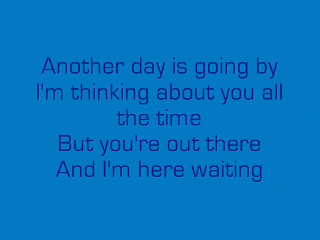 Another day is going by
I'm thinking about you all
the time
But you're out there
And I'm here waiting